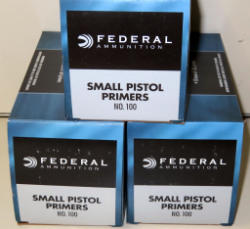 FEDERAL
AMMUNITION
SMALL PISTOL
PRIMERS
NO. 100
FEDERAL
AMMUNITION
SMALL PISTOL
PRIMERS
NO. 100
FEDERAL
AMMUNITION
SMALL PISTOL
PRIMERS
NO. 100